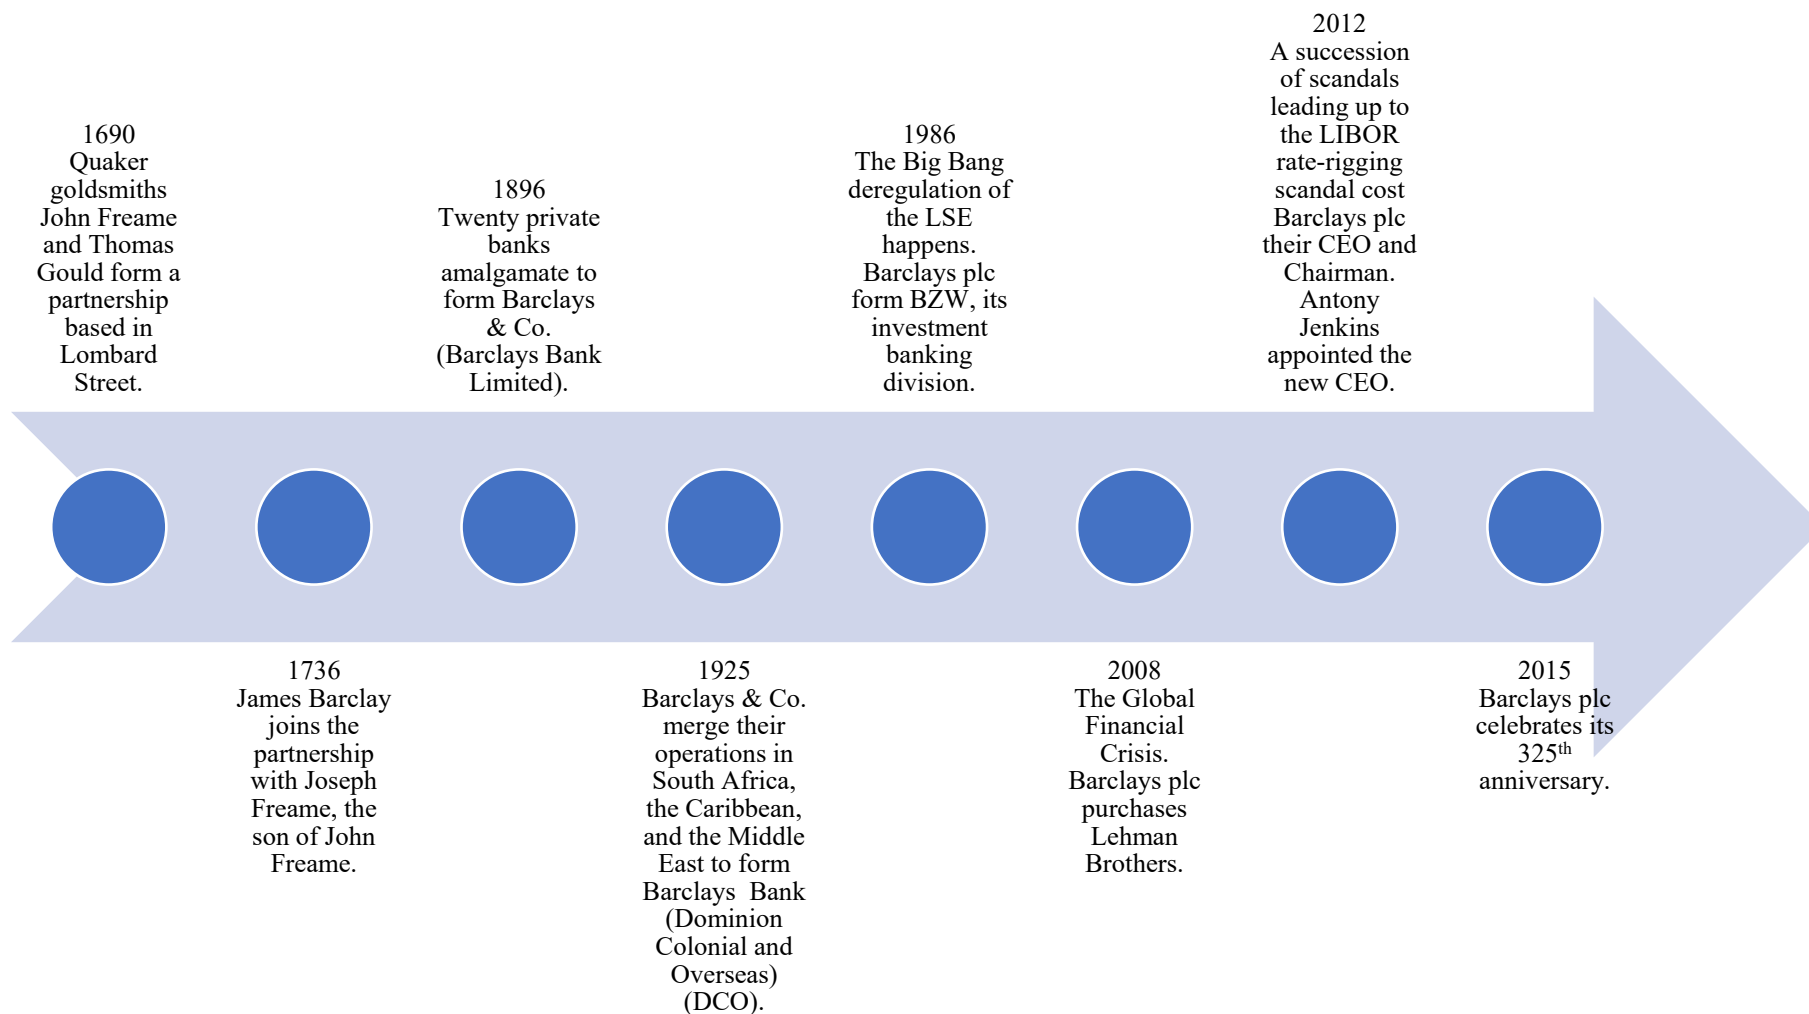 1690
Quaker
goldsmiths
John Freame
and Thomas
Gould form a
partnership
based in
Lombard
Street.
1736
James Barclay
joins the
partnership
with Joseph
Freame, the
son of John
Freame.
1896
Twenty private
banks
amalgamate to
form Barclays
& Co.
(Barclays Bank
Limited).
1925
Barclays & Co.
merge their
operations in
South Africa,
the Caribbean,
and the Middle
East to form
Barclays  Bank
(Dominion
Colonial and
Overseas)
(DCO).
1986
The Big Bang
deregulation of
the LSE
happens.
Barclays plc
form BZW, its
investment
banking
division.
2008
The Global
Financial
Crisis.
Barclays plc
purchases
Lehman
Brothers.
2012
A succession
of scandals
leading up to
the LIBOR
rate-rigging
scandal cost
Barclays plc
their CEO and
Chairman.
Antony
Jenkins
appointed the
new CEO.
2015
Barclays plc
celebrates its
325th
anniversary.